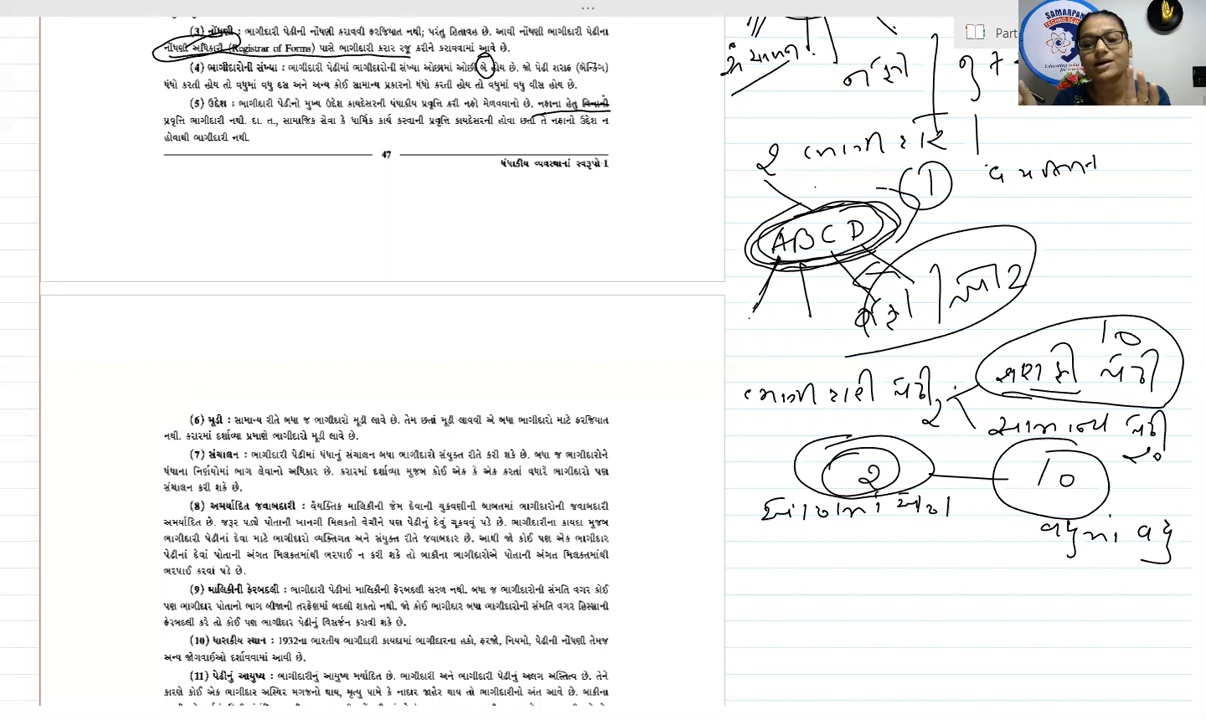 (3) નોંધણી : ભાગીદારી પેઢીની નોંધણી કરાવવી ફરજિયાત નથી; પરંતુ હિતાવહ છે. આવી નોંધણી ભાગીદારી પેઢીના
નોંધણી અધિકારી (Registrar of Forms) પાસે ભાગીદારી કરાર રજૂ કરીને કરાવવામાં આવે છે.
(4) ભાગીદારોની સંખ્યા : ભાગીદારી પેઢીમાં ભાગીદારોની સંખ્યા ઓછામાં ઓછી બે હોય છે. જો પેઢી શરાફ (બેન્કિંગ)
ધંધો કરતી હોય તો વધુમાં વધુ દસ અને અન્ય કોઈ સામાન્ય પ્રકારનો ધંધો કરતી હોય તો વધુમાં વધુ વીસ હોય છે.
(5) ઉદ્દેશ : ભાગીદારી પેઢીનો મુખ્ય ઉદ્દેશ કાયદેસરની ધંધાકીય પ્રવૃત્તિ કરી નફો મેળવવાનો છે. નફાના હેતુ વિનાની
પ્રવૃત્તિ ભાગીદારી નથી. દા. ત., સામાજિક સેવા કે ધાર્મિક કાર્ય કરવાની પ્રવૃત્તિ કાયદેસરની હોવા છતાં તે નફાનો ઉદ્દેશ ન
હોવાથી ભાગીદારી નથી.
47
ધંધાકીય વ્યવસ્થાનાં સ્વરૂપો-1
(6) મૂડી : સામાન્ય રીતે બધા જ ભાગીદારો મૂડી લાવે છે. તેમ છતાં મૂડી લાવવી એ બધા ભાગીદારો માટે ફરજિયાત
નથી. કરારમાં દર્શાવ્યા પ્રમાણે ભાગીદારો મૂડી લાવે છે.
(7) સંચાલન : ભાગીદારી પેઢીમાં ધંધાનું સંચાલન બધા ભાગીદારો સંયુક્ત રીતે કરી શકે છે. બધા જ ભાગીદારોને
ધંધાના નિર્ણયોમાં ભાગ લેવાનો અધિકાર છે. કરારમાં દર્શાવ્યા મુજબ કોઈ એક કે એક કરતાં વધારે ભાગીદારો પણ
સંચાલન કરી શકે છે.
(8) અમર્યાદિત જવાબદારી : વૈયક્તિક માલિકીની જેમ દેવાની ચુકવણીની બાબતમાં ભાગીદારોની જવાબદારી
અમર્યાદિત છે. જરૂર પડ્યે પોતાની ખાનગી મિલકતો વેચીને પણ પેઢીનું દેવું ચૂકવવું પડે છે. ભાગીદારીના કાયદા મુજબ
ભાગીદારી પેઢીનાં દેવા માટે ભાગીદારો વ્યક્તિગત અને સંયુક્ત રીતે જવાબદાર છે. આથી જો કોઈ પણ એક ભાગીદાર
પેઢીનાં દેવાં પોતાની અંગત મિલકતમાંથી ભરપાઈ ન કરી શકે તો બાકીના ભાગીદારોએ પોતાની અંગત મિલકતમાંથી
ભરપાઈ કરવાં પડે છે.
(9) માલિકીની ફેરબદલી : ભાગીદારી પેઢીમાં માલિકીની ફેરબદલી સરળ નથી. બધા જ ભાગીદારોની સંમતિ વગર કોઈ
પણ ભાગીદાર પોતાનો ભાગ બીજાની તરફેણમાં બદલી શકતો નથી. જો કોઈ ભાગીદાર બધા ભાગીદારોની સંમતિ વગર હિસ્સાની
ફેરબદલી કરે તો કોઈ પણ ભાગીદાર પેઢીનું વિસર્જન કરાવી શકે છે.
(10) ધારાકીય સ્થાન : 1932ના ભારતીય ભાગીદારી કાયદામાં ભાગીદારના હકો, ફરજો, નિયમો, પેઢીની નોંધણી તેમજ
અન્ય જોગવાઈઓ દર્શાવવામાં આવી છે.
(11) પેઢીનું આયુષ્ય : ભાગીદારીનું આયુષ્ય મર્યાદિત છે. ભાગીદારી અને ભાગીદારી પેઢીનું અલગ અસ્તિત્વ છે. તેને
કારણે કોઈ એક ભાગીદાર અસ્થિર મગજનો થાય, મૃત્યુ પામે કે નાદાર જાહેર થાય તો ભાગીદારીનો અંત આવે છે. બાકીના
Part
SAMARPAN
નફો
૨ ભાગીદાર
1
ABCD
10
ભાગીદારી પેઢી
શરાફી પેઢી
૨
સામાન્ય પેઢી
૨૦
૨
10
ઓછામાં ઓછા
વધુમાં વધુ